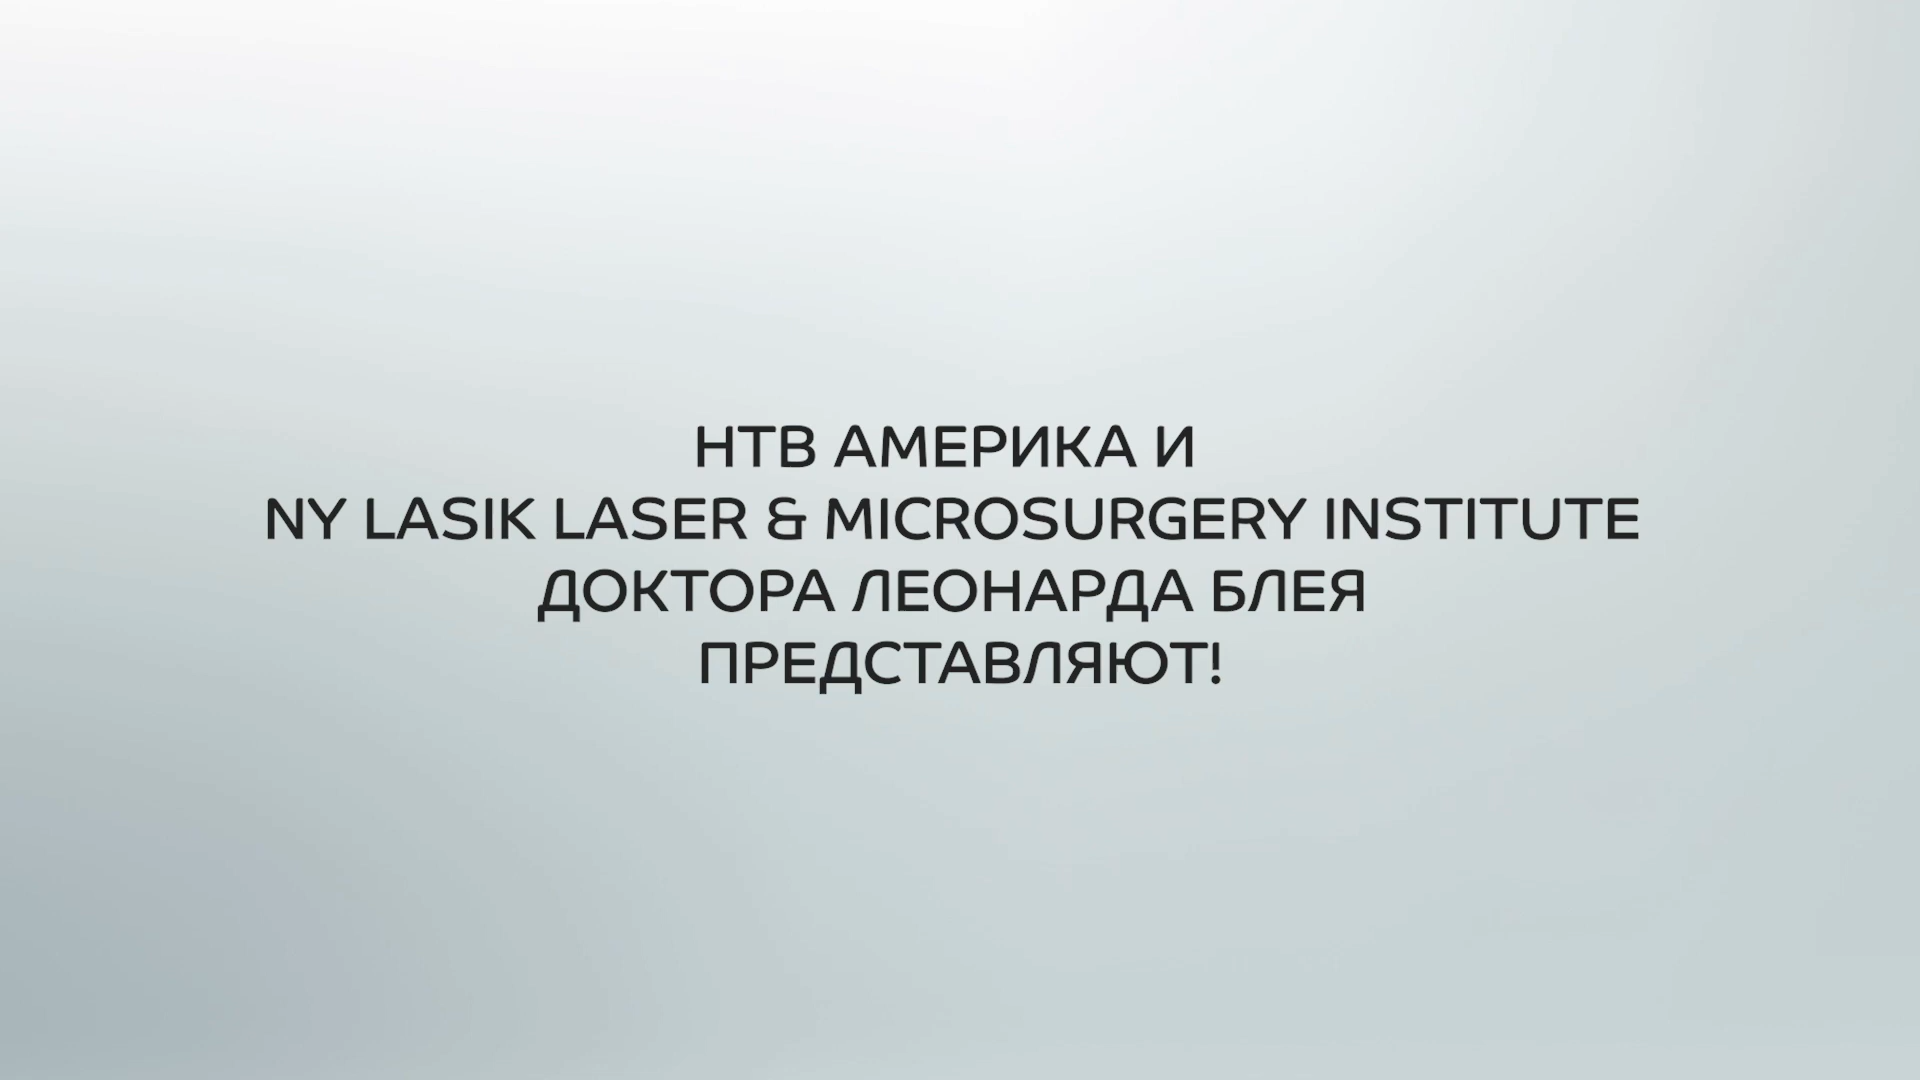 НТВ АМЕРИКА И
NY LASIK LASER & MICROSURGERY INSTITUTE
ДОКТОРА ЛЕОНАРДА БЛЕЯ
ПРЕДСТАВЛЯЮТ!